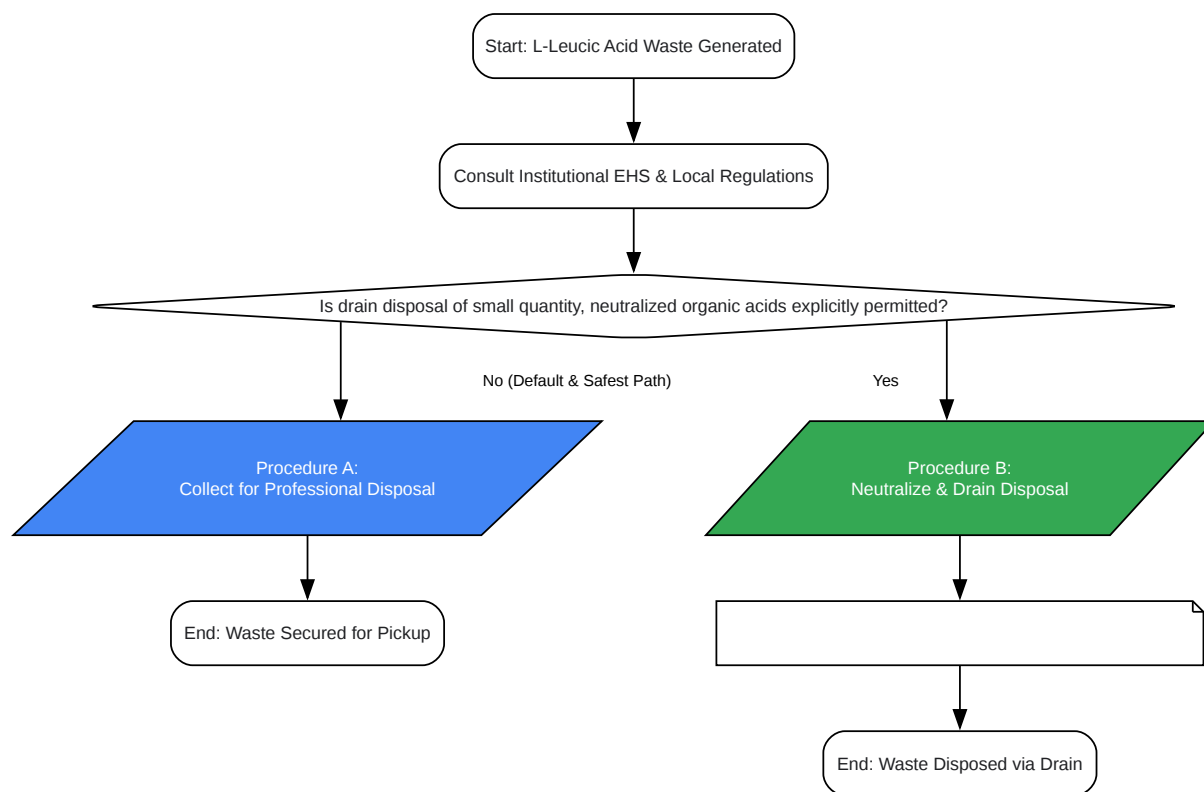 Start: L-Leucic Acid Waste Generated
Consult Institutional EHS & Local Regulations
Is drain disposal of small quantity, neutralized organic acids explicitly permitted?
No (Default & Safest Path)
Yes
Procedure A:
Collect for Professional Disposal
Procedure B:
Neutralize & Drain Disposal
End: Waste Secured for Pickup
End: Waste Disposed via Drain